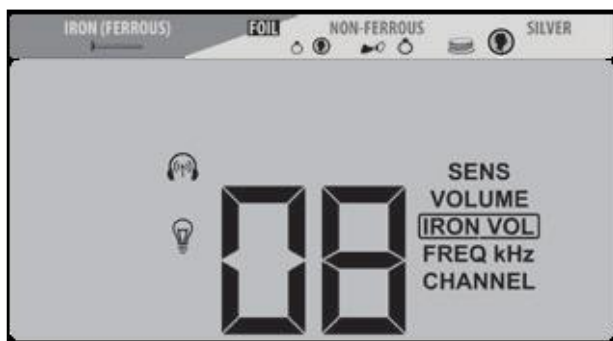 IRON (FERROUS) FOIL NON-FERROUS SILVER
SENS
VOLUME
IRON VOL
08 FREQ kHz
CHANNEL